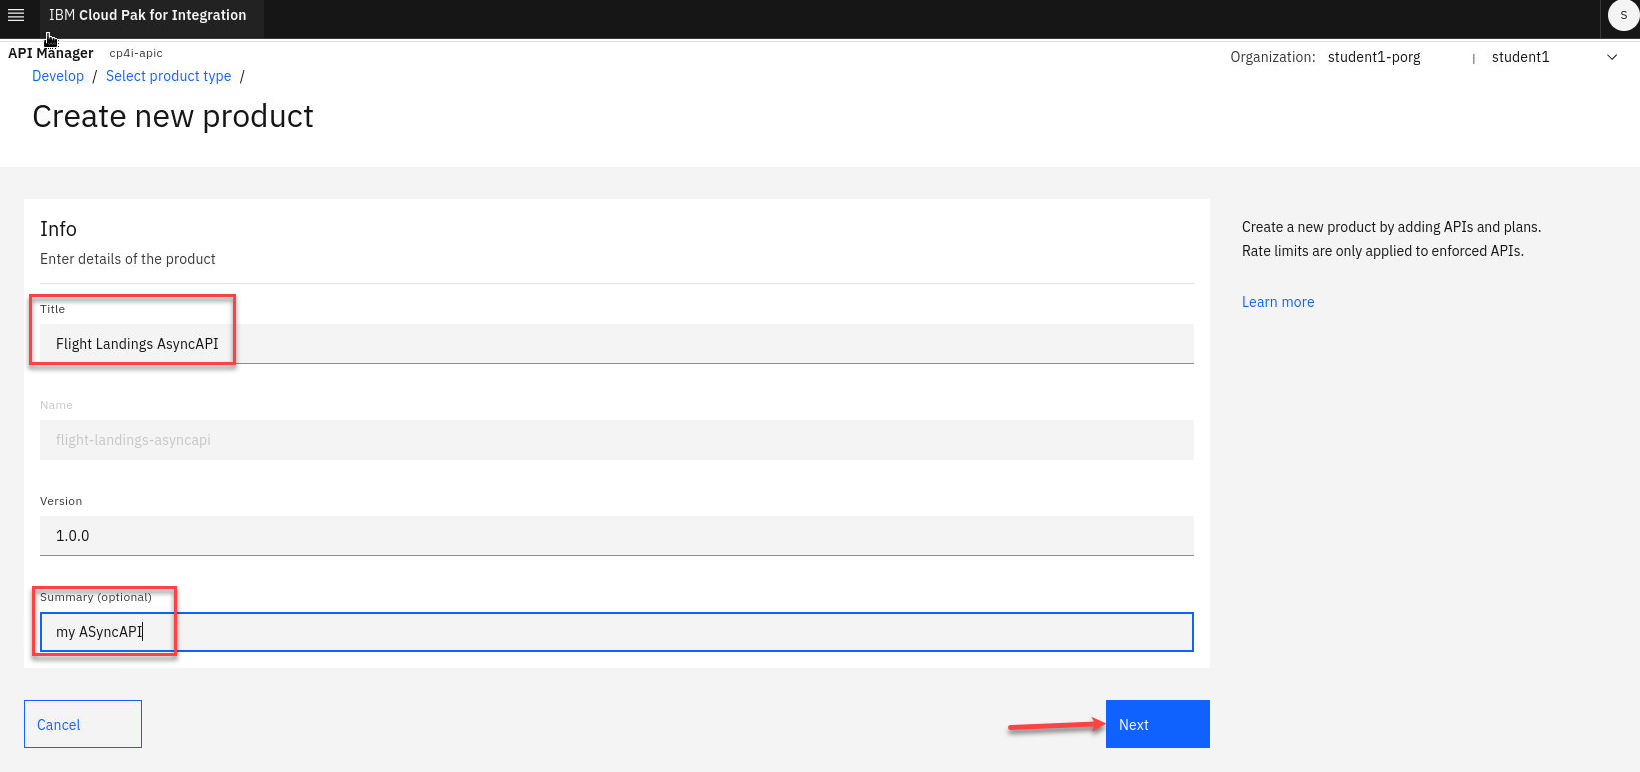 IBM Cloud Pak for Integration
S
API Manager cp4i-apic
Organization: student1-porg | student1
Develop / Select product type /
Create new product
Info
Enter details of the product
Title
Flight Landings AsyncAPI
Name
flight-landings-asyncapi
Version
1.0.0
Summary (optional)
my ASyncAPI
Cancel
Next
Create a new product by adding APIs and plans.
Rate limits are only applied to enforced APIs.
Learn more